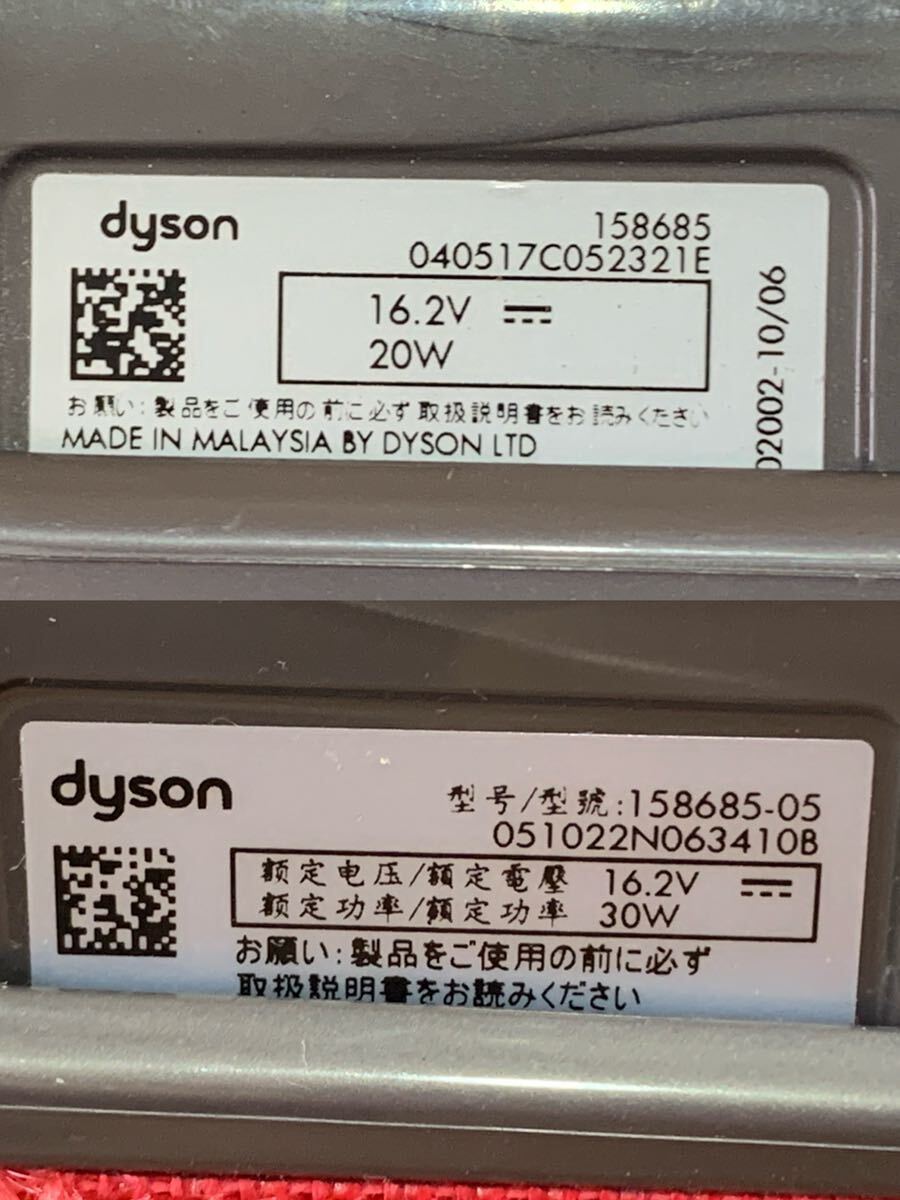 dyson
158685
040517C052321E
16.2V
20W
お願い:製品をご使用の前に必ず取扱説明書をお読みください
MADE IN MALAYSIA BY DYSON LTD
02002-10/06
dyson
型号/型號:158685-05
051022N063410B
额定电压/額定電壓 16.2V
额定功率/額定功率 30W
お願い:製品をご使用の前に必ず
取扱説明書をお読みください